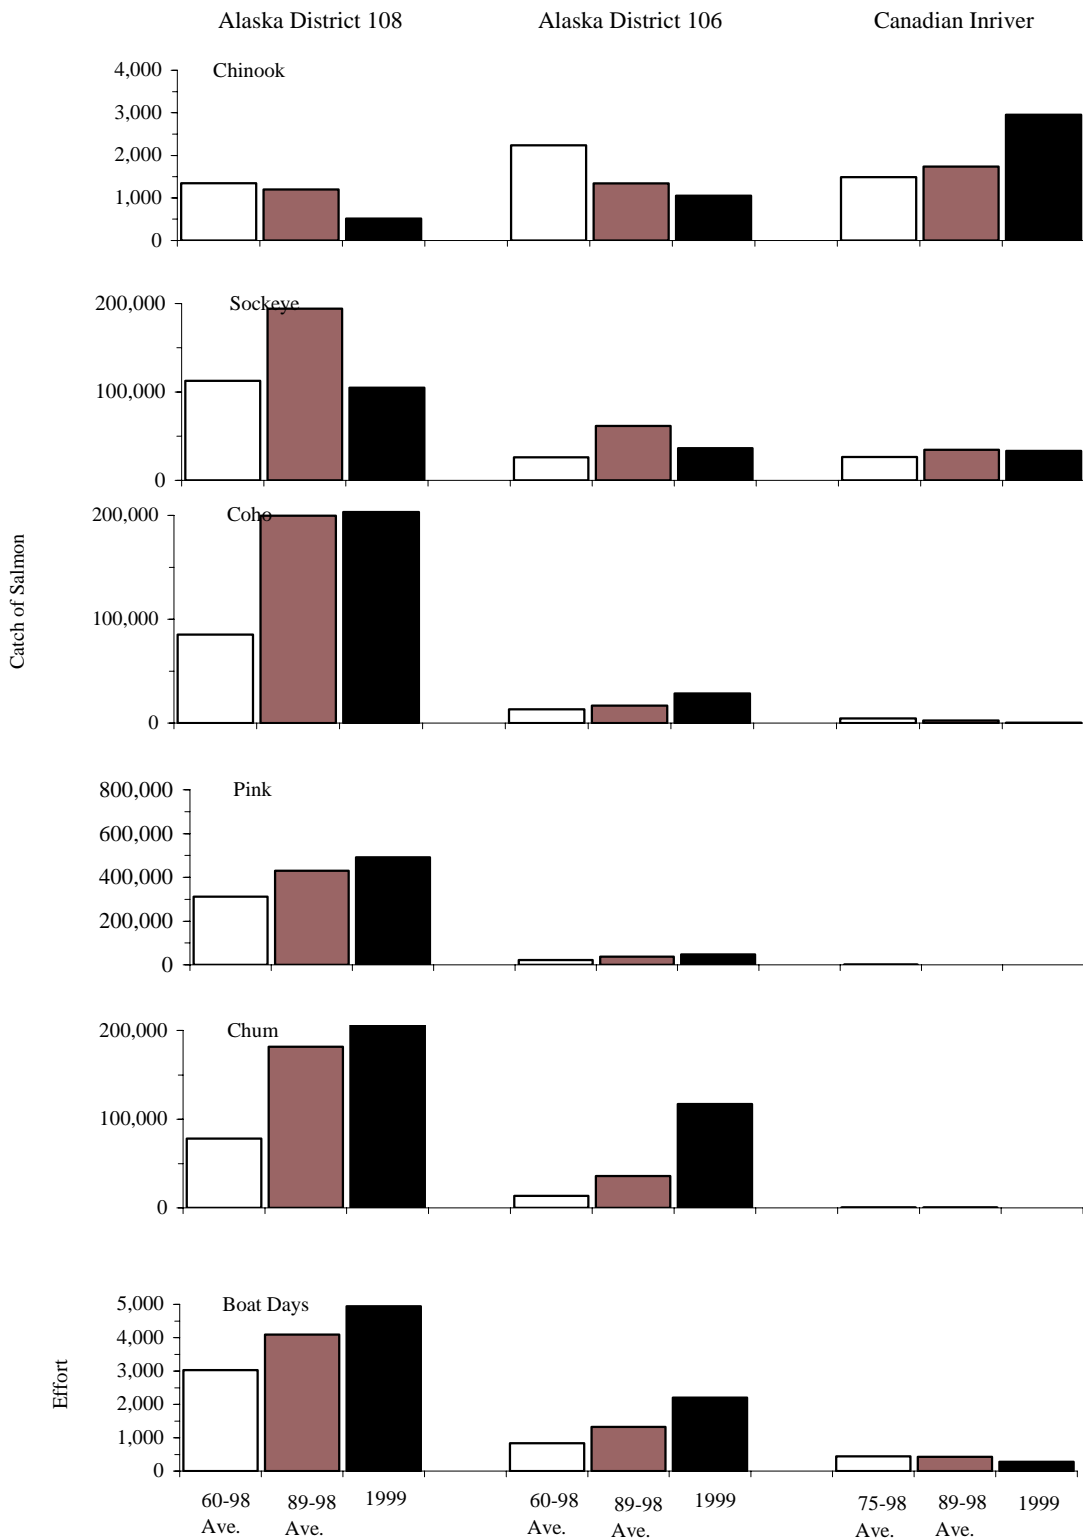 Alaska District 108 Alaska District 106 Canadian Inriver
Chinook
4,000
3,000
2,000
1,000
0
Sockeye
200,000
100,000
0
Coho
200,000
100,000
0
Catch of Salmon
Pink
800,000
600,000
400,000
200,000
0
Chum
200,000
100,000
0
Boat Days
5,000
4,000
3,000
2,000
1,000
0
Effort
60-98 Ave.
89-98 Ave.
1999
60-98 Ave.
89-98 Ave.
1999
75-98 Ave.
89-98 Ave.
1999